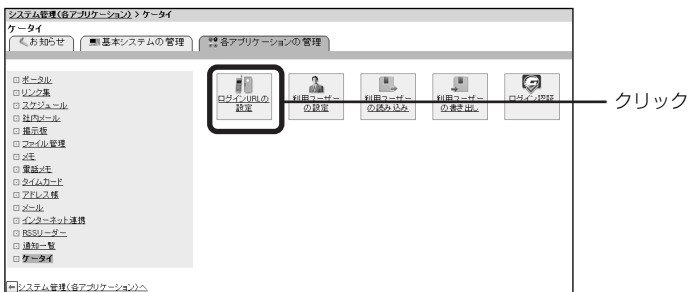 システム管理(各アプリケーション) > ケータイ
ケータイ
お知らせ 基本システムの管理 各アプリケーションの管理
ポータル
リンク集
スケジュール
社内メール
掲示板
ファイル管理
メモ
電話メモ
タイムカード
アドレス帳
メール
インターネット連携
RSSリーダー
通知一覧
ケータイ
ログインURLの
設定
利用ユーザー
の設定
利用ユーザー
の読み込み
利用ユーザー
の書き出し
ログイン認証
クリック
システム管理(各アプリケーション)へ